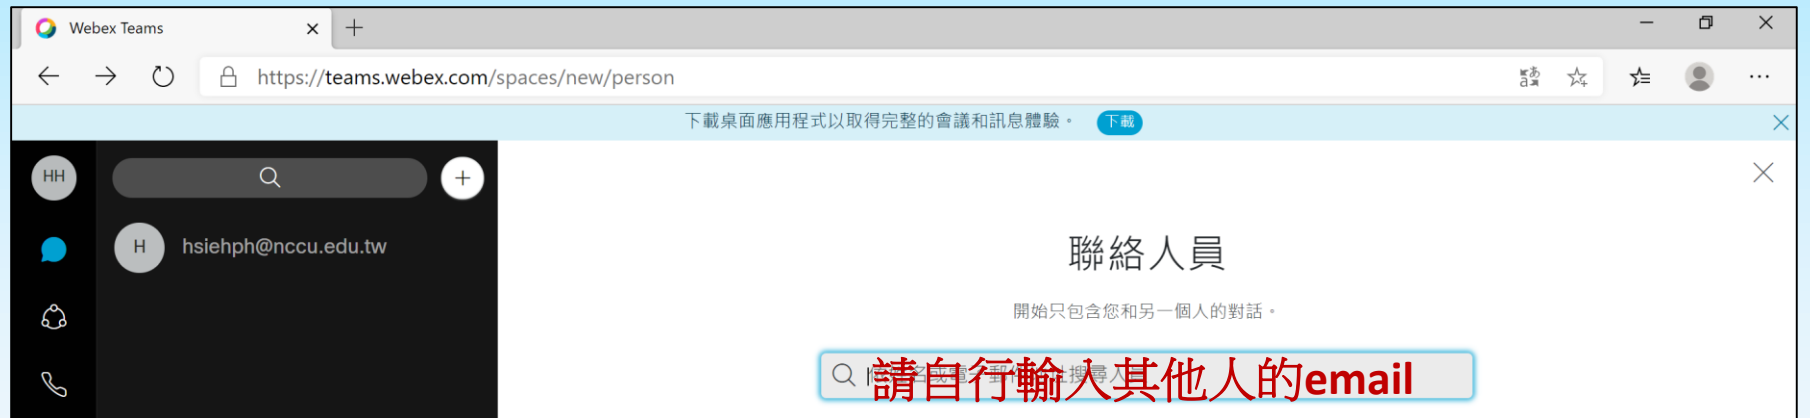 Webex Teams
https://teams.webex.com/spaces/new/person
下載桌面應用程式以取得完整的會議和訊息體驗。 下載
HH
H hsiehph@nccu.edu.tw
聯絡人員
開始只包含您和另一個人的對話。
請自行輸入其他人的email